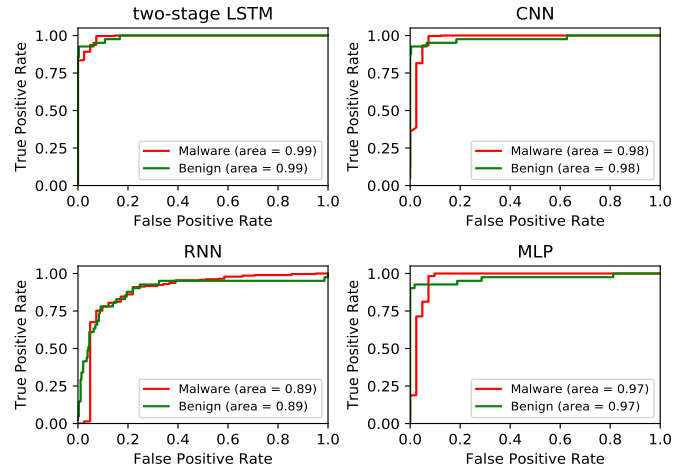 two-stage LSTM
1.00
0.75
0.50
0.25
0.00
True Positive Rate
Malware (area = 0.99)
Benign (area = 0.99)
0.0 0.2 0.4 0.6 0.8 1.0
False Positive Rate
CNN
1.00
0.75
0.50
0.25
0.00
True Positive Rate
Malware (area = 0.98)
Benign (area = 0.98)
0.0 0.2 0.4 0.6 0.8 1.0
False Positive Rate
RNN
1.00
0.75
0.50
0.25
0.00
True Positive Rate
Malware (area = 0.89)
Benign (area = 0.89)
0.0 0.2 0.4 0.6 0.8 1.0
False Positive Rate
MLP
1.00
0.75
0.50
0.25
0.00
True Positive Rate
Malware (area = 0.97)
Benign (area = 0.97)
0.0 0.2 0.4 0.6 0.8 1.0
False Positive Rate